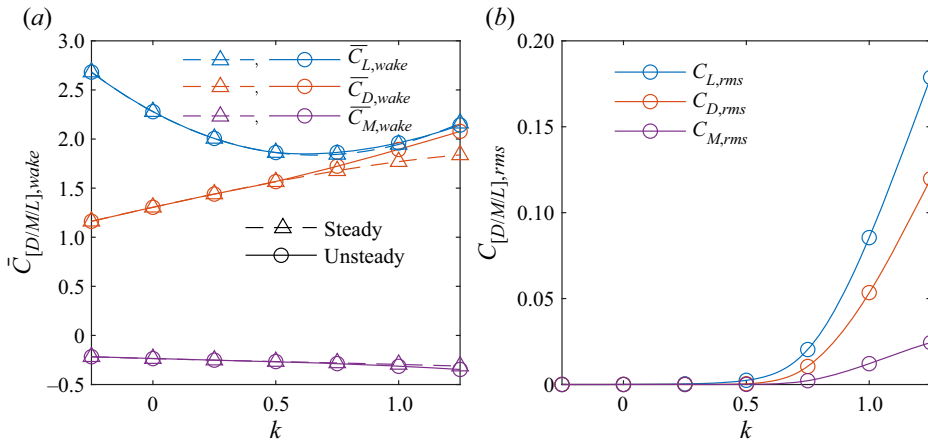 (a)
3.0
2.5
2.0
1.5
1.0
0.5
0
−0.5
0
0.5
1.0
k
C̄[D/M/L],wake
, C̅L,wake
, C̅D,wake
, C̅M,wake
Steady
Unsteady
(b)
0.20
0.15
0.10
0.05
0
0
0.5
1.0
k
C[D/M/L],rms
CL,rms
CD,rms
CM,rms